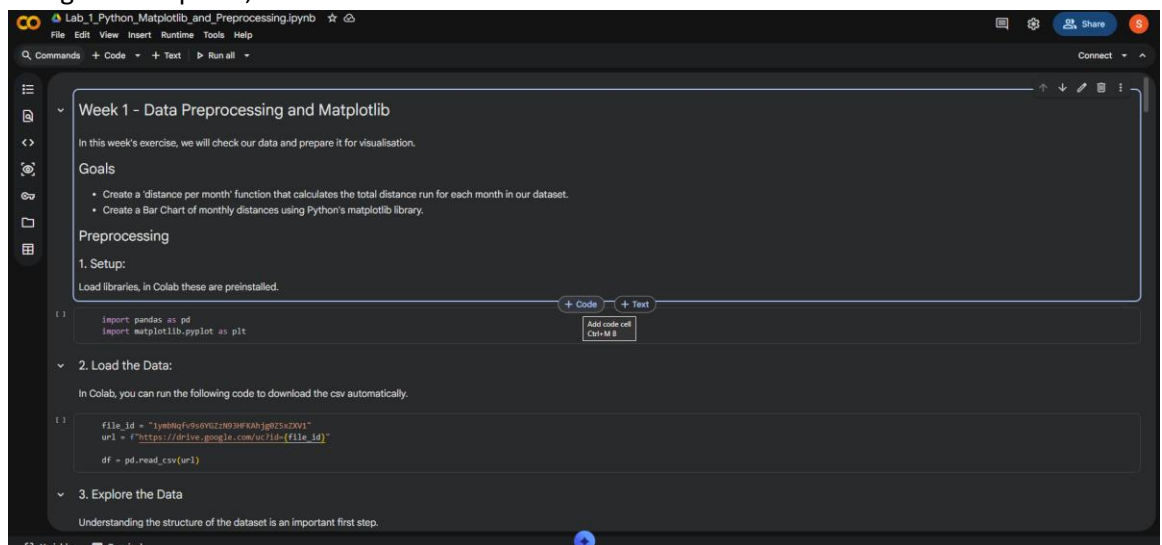 Lab_1_Python_Matplotlib_and_Preprocessing.ipynb
File Edit View Insert Runtime Tools Help
Share
S
Commands + Code + Text Run all
Connect
Week 1 - Data Preprocessing and Matplotlib
In this week's exercise, we will check our data and prepare it for visualisation.
Goals
• Create a 'distance per month' function that calculates the total distance run for each month in our dataset.
• Create a Bar Chart of monthly distances using Python's matplotlib library.
Preprocessing
1. Setup:
Load libraries, in Colab these are preinstalled.
+ Code + Text
Add code cell
Ctrl+M B
[ ]
import pandas as pd
import matplotlib.pyplot as plt
2. Load the Data:
In Colab, you can run the following code to download the csv automatically.
[ ]
file_id =
url = f"https://drive.google.com/uc?id={file_id}"
df = pd.read_csv(url)
3. Explore the Data
Understanding the structure of the dataset is an important first step.